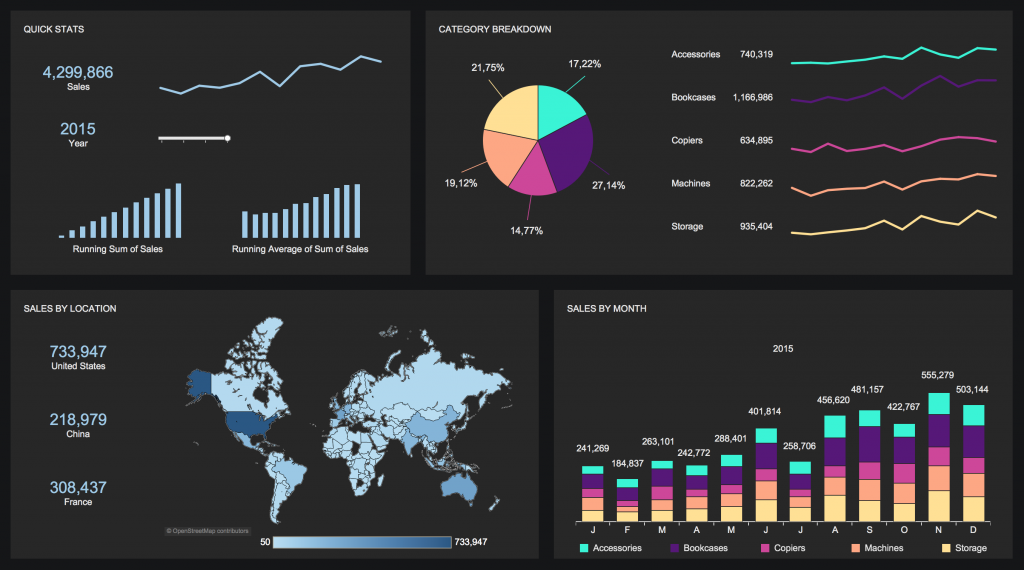 QUICK STATS
4,299,866
Sales
2015
Year
Running Sum of Sales
Running Average of Sum of Sales
CATEGORY BREAKDOWN
21,75%
17,22%
19,12%
27,14%
14,77%
Accessories 740,319
Bookcases 1,166,986
Copiers 634,895
Machines 822,262
Storage 935,404
SALES BY LOCATION
733,947
United States
218,979
China
308,437
France
© OpenStreetMap contributors
50 733,947
SALES BY MONTH
2015
241,269 184,837 263,101 242,772 288,401 401,814 258,706 456,620 481,157 422,767 555,279 503,144
J F M A M J J A S O N D
Accessories Bookcases Copiers Machines Storage